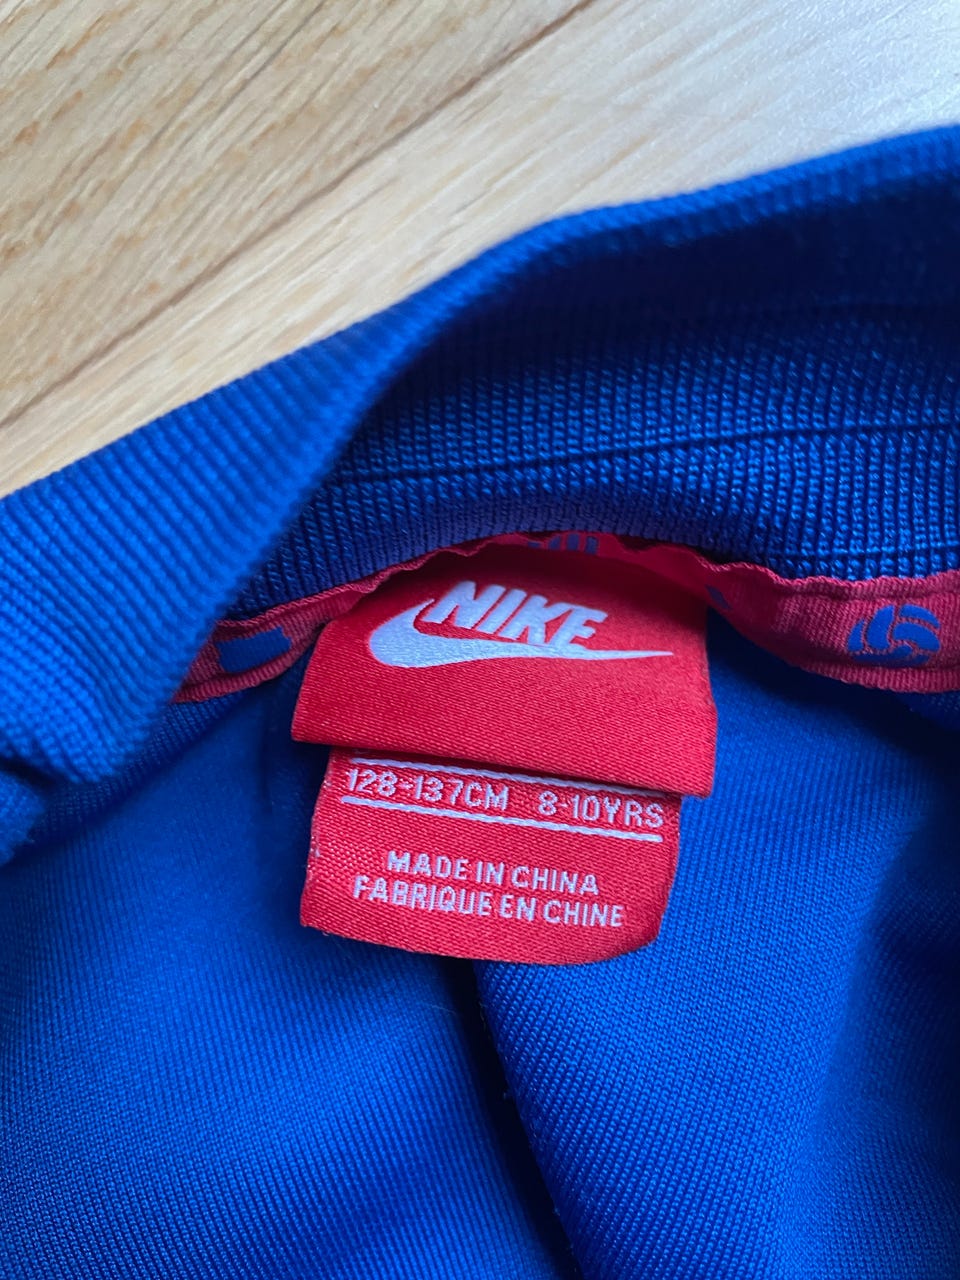 NIKE
128-137CM 8-10YRS
MADE IN CHINA
FABRIQUE EN CHINE